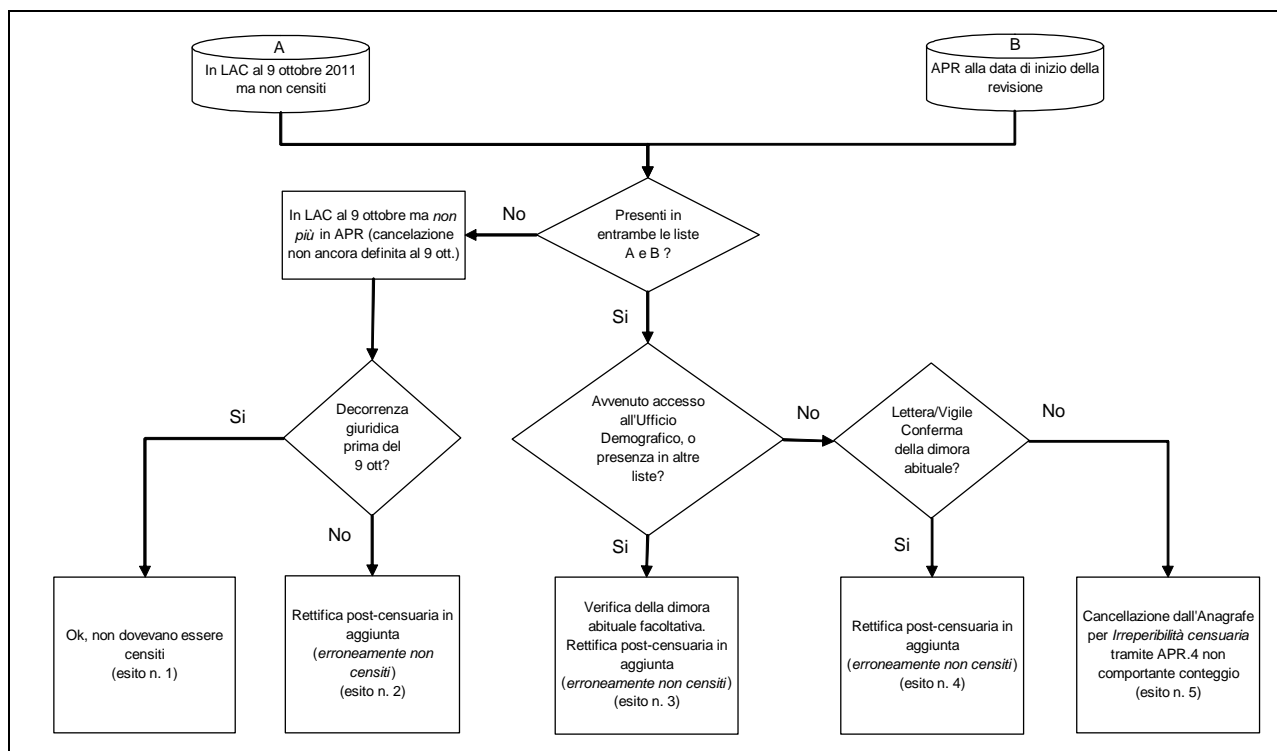 A
In LAC al 9 ottobre 2011
ma non censiti
B
APR alla data di inizio della
revisione
In LAC al 9 ottobre ma non
più in APR (cancelazione
non ancora definita al 9 ott.)
No
Presenti in
entrambe le liste
A e B ?
Si
Si
Decorrenza
giuridica
prima del
9 ott?
No
Avvenuto accesso
all'Ufficio
Demografico, o
presenza in altre
liste?
No
Si
Lettera/Vigile
Conferma
della dimora
abituale?
No
Si
Ok, non dovevano essere
censiti
(esito n. 1)
Rettifica post-censuaria in
aggiunta
(erroneamente non
censiti)
(esito n. 2)
Verifica della dimora
abituale facoltativa.
Rettifica post-censuaria in
aggiunta
(erroneamente non censiti)
(esito n. 3)
Rettifica post-censuaria in
aggiunta
(erroneamente non censiti)
(esito n. 4)
Cancellazione dall'Anagrafe
per Irreperibilità censuaria
tramite APR.4 non
comportante conteggio
(esito n. 5)